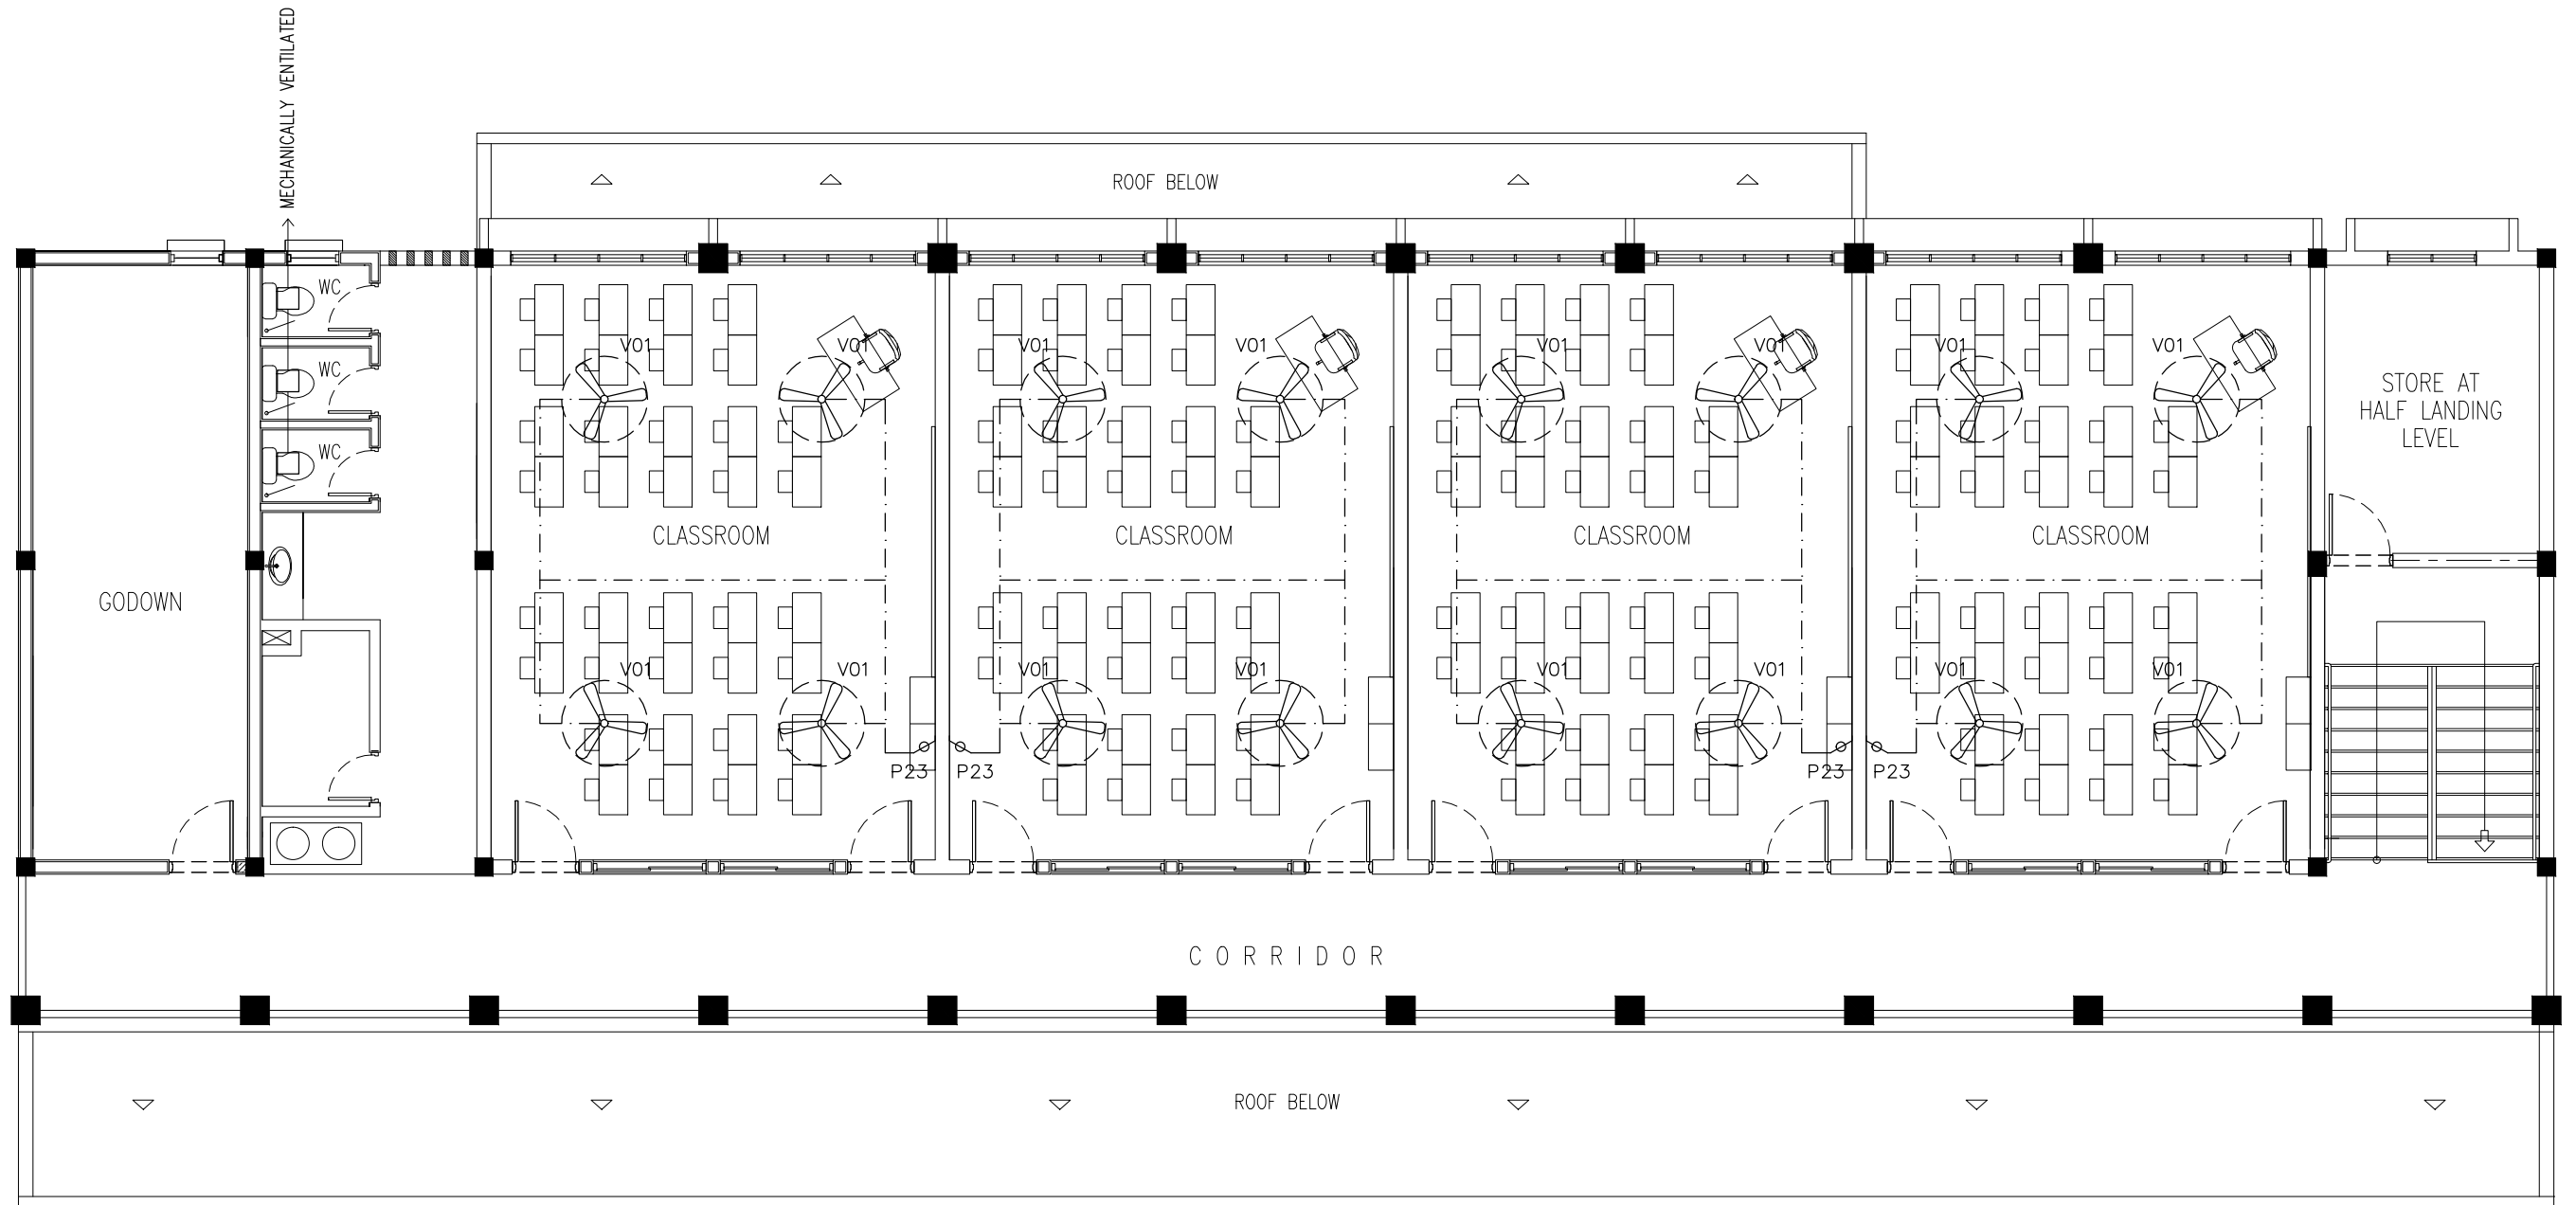 MECHANICALLY VENTILATED
ROOF BELOW
WC
WC
WC
V01
V01
V01
V01
V01
V01
V01
V01
STORE AT
HALF LANDING
LEVEL
CLASSROOM
CLASSROOM
CLASSROOM
CLASSROOM
GODOWN
V01
V01
V01
V01
V01
V01
V01
V01
P23
P23
P23
P23
CORRIDOR
ROOF BELOW